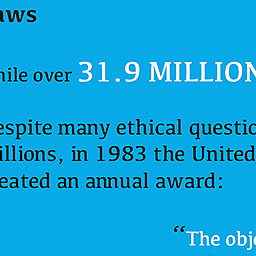 aws
hile over 31.9 MILLION
espite many ethical questio
illions, in 1983 the United
eated an annual award:
“The obje